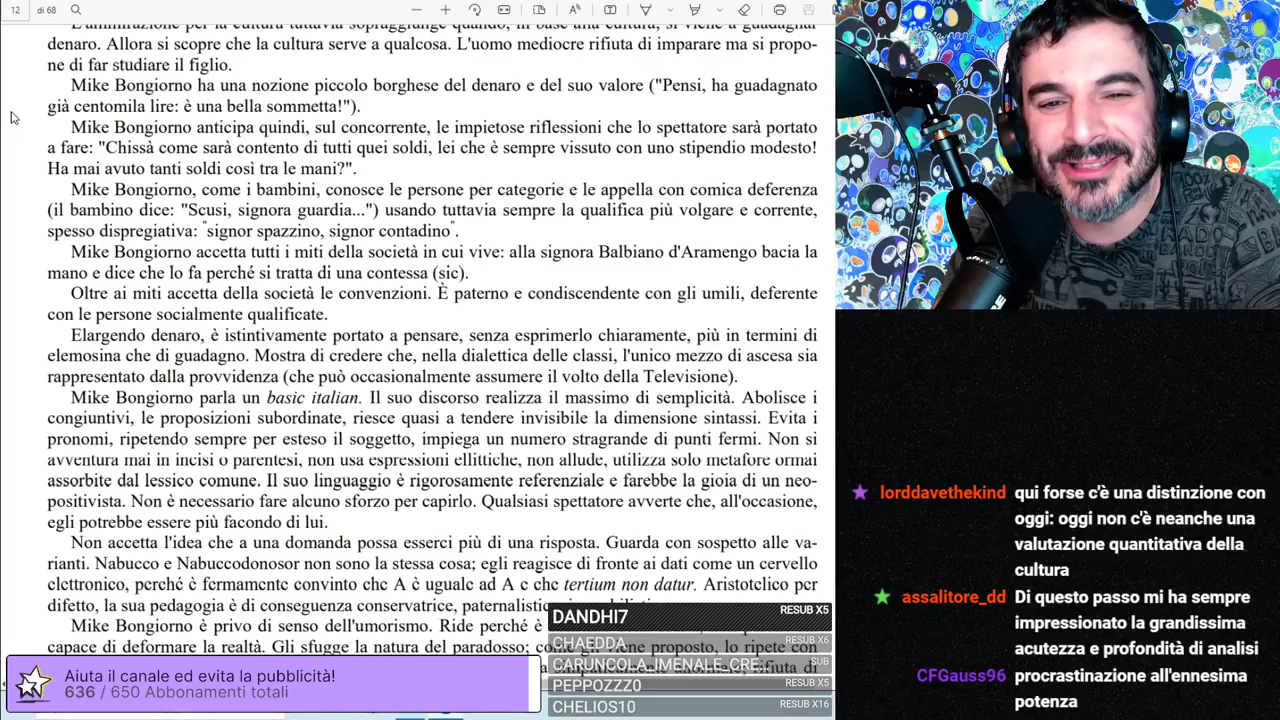 12 di 68
denaro. Allora si scopre che la cultura serve a qualcosa. L'uomo mediocre rifiuta di imparare ma si propo-
ne di far studiare il figlio.
Mike Bongiorno ha una nozione piccolo borghese del denaro e del suo valore ("Pensi, ha guadagnato
già centomila lire: è una bella sommetta!").
Mike Bongiorno anticipa quindi, sul concorrente, le impietose riflessioni che lo spettatore sarà portato
a fare: "Chissà come sarà contento di tutti quei soldi, lei che è sempre vissuto con uno stipendio modesto!
Ha mai avuto tanti soldi così tra le mani?".
Mike Bongiorno, come i bambini, conosce le persone per categorie e le appella con comica deferenza
(il bambino dice: "Scusi, signora guardia...") usando tuttavia sempre la qualifica più volgare e corrente,
spesso dispregiativa: "signor spazzino, signor contadino".
Mike Bongiorno accetta tutti i miti della società in cui vive: alla signora Balbiano d'Aramengo bacia la
mano e dice che lo fa perché si tratta di una contessa (sic).
Oltre ai miti accetta della società le convenzioni. È paterno e condiscendente con gli umili, deferente
con le persone socialmente qualificate.
Elargendo denaro, è istintivamente portato a pensare, senza esprimerlo chiaramente, più in termini di
elemosina che di guadagno. Mostra di credere che, nella dialettica delle classi, l'unico mezzo di ascesa sia
rappresentato dalla provvidenza (che può occasionalmente assumere il volto della Televisione).
Mike Bongiorno parla un basic italian. Il suo discorso realizza il massimo di semplicità. Abolisce i
congiuntivi, le proposizioni subordinate, riesce quasi a tendere invisibile la dimensione sintassi. Evita i
pronomi, ripetendo sempre per esteso il soggetto, impiega un numero stragrande di punti fermi. Non si
avventura mai in incisi o parentesi, non usa espressioni ellittiche, non allude, utilizza solo metafore ormai
assorbite dal lessico comune. Il suo linguaggio è rigorosamente referenziale e farebbe la gioia di un neo-
positivista. Non è necessario fare alcuno sforzo per capirlo. Qualsiasi spettatore avverte che, all'occasione,
egli potrebbe essere più facondo di lui.
Non accetta l'idea che a una domanda possa esserci più di una risposta. Guarda con sospetto alle va-
rianti. Nabucco e Nabuccodonosor non sono la stessa cosa; egli reagisce di fronte ai dati come un cervello
elettronico, perché è fermamente convinto che A è uguale ad A e che tertium non datur. Aristotelico per
difetto, la sua pedagogia è di conseguenza conservatrice,
Mike Bongiorno è privo di senso dell'umorismo. Ride perché è
capace di deformare la realtà. Gli sfugge la natura del paradosso; come gli viene proposto, lo ripete con
rifiuta di
Aiuta il canale ed evita la pubblicità!
636 / 650 Abbonamenti totali
DANDHI7 RESUB X5
CHAEDDA RESUB X6
CARUNCOLA_IMENALE_CRE... SUB
PEPPOZZZ0 RESUB X5
CHELIOS10 RESUB X16
lorddavethekind qui forse c'è una distinzione con
oggi: oggi non c'è neanche una
valutazione quantitativa della
cultura
assalitore_dd Di questo passo mi ha sempre
impressionato la grandissima
acutezza e profondità di analisi
CFGauss96 procrastinazione all'ennesima
potenza